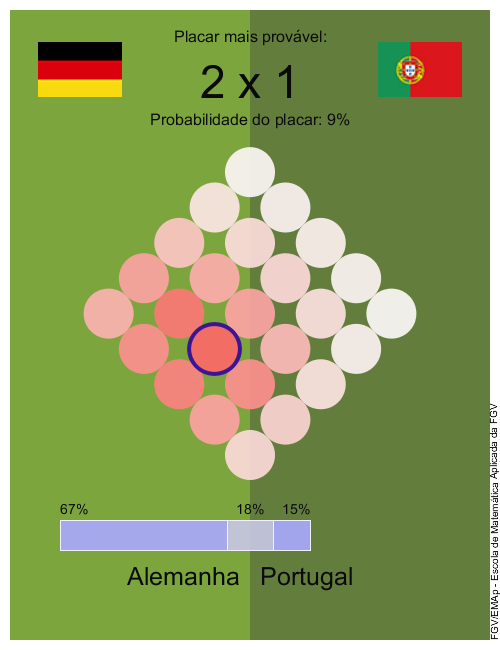 Placar mais provável:
2 x 1
Probabilidade do placar: 9%
67% 18% 15%
Alemanha Portugal
FGV/EMAp - Escola de Matemática Aplicada da FGV